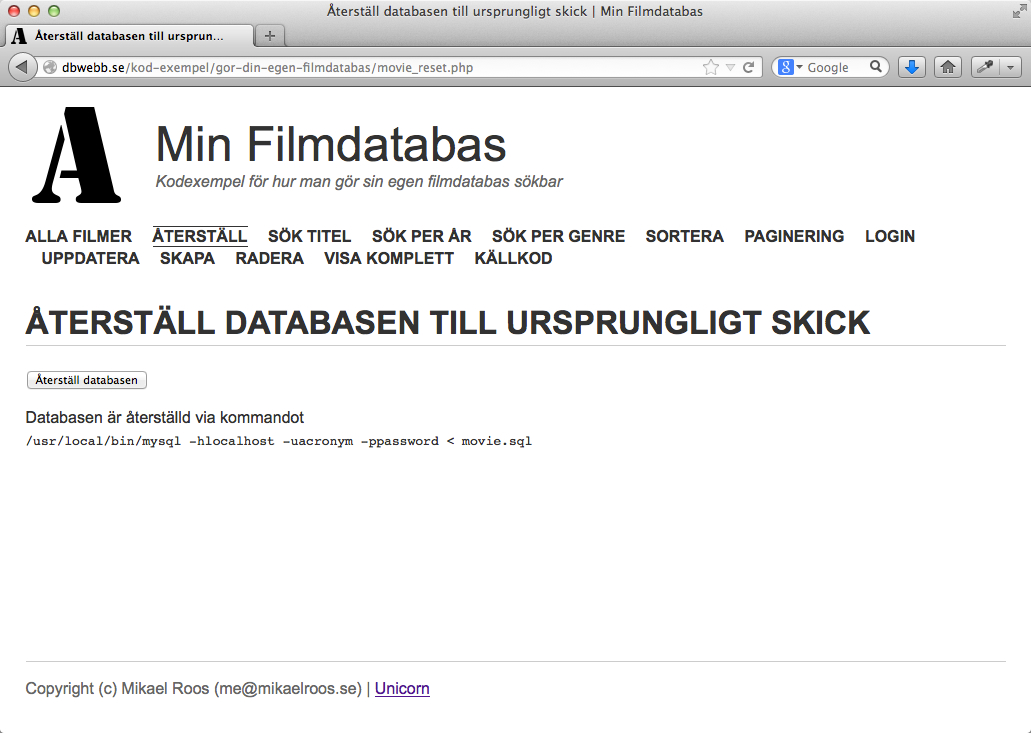 Återställ databasen till ursprungligt skick | Min Filmdatabas
A Återställ databasen till ursprun...
dbwebb.se/kod-exempel/gor-din-egen-filmdatabas/movie_reset.php
8 Google
A
Min Filmdatabas
Kodexempel för hur man gör sin egen filmdatabas sökbar
ALLA FILMER ÅTERSTÄLL SÖK TITEL SÖK PER ÅR SÖK PER GENRE SORTERA PAGINERING LOGIN
UPPDATERA SKAPA RADERA VISA KOMPLETT KÄLLKOD
ÅTERSTÄLL DATABASEN TILL URSPRUNGLIGT SKICK
Återställ databasen
Databasen är återställd via kommandot
/usr/local/bin/mysql -hlocalhost -uacronym -ppassword < movie.sql
Copyright (c) Mikael Roos (me@mikaelroos.se) | Unicorn